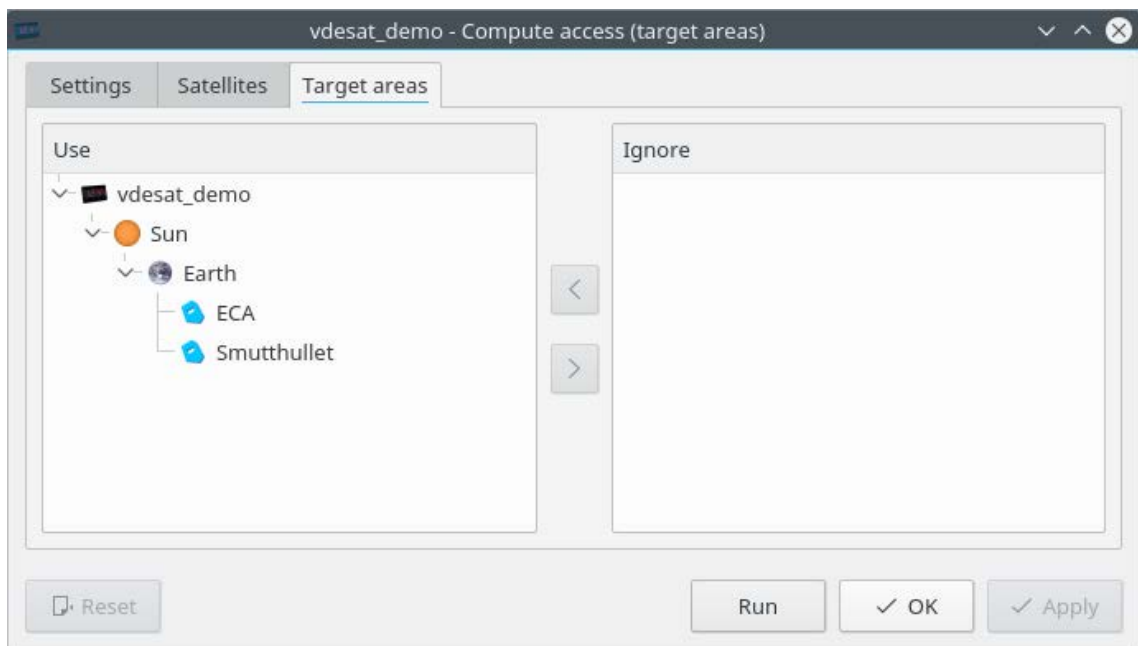 vdesat_demo - Compute access (target areas)
Settings Satellites Target areas
Use
vdesat_demo
Sun
Earth
ECA
Smutthullet
Ignore
<
>
Reset Run OK Apply